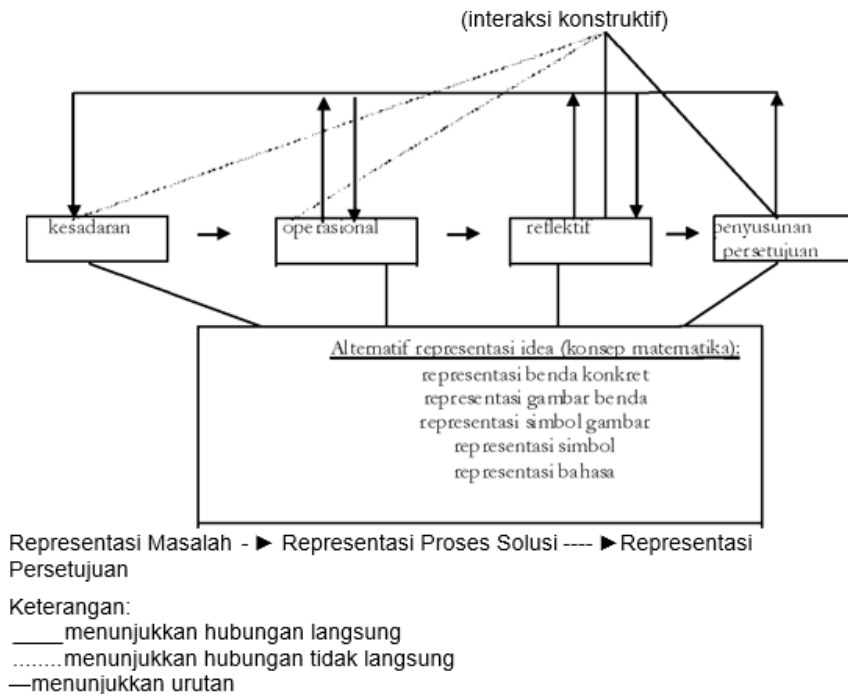 (interaksi konstruktif)
kesadaran
operasional
reflektif
penyusunan
persetujuan
Alternatif representasi idea (konsep matematika):
representasi benda konkret
representasi gambar benda
representasi simbol gambar
representasi simbol
representasi bahasa
Representasi Masalah - ► Representasi Proses Solusi ---- ►Representasi
Persetujuan
Keterangan:
____menunjukkan hubungan langsung
........menunjukkan hubungan tidak langsung
—menunjukkan urutan